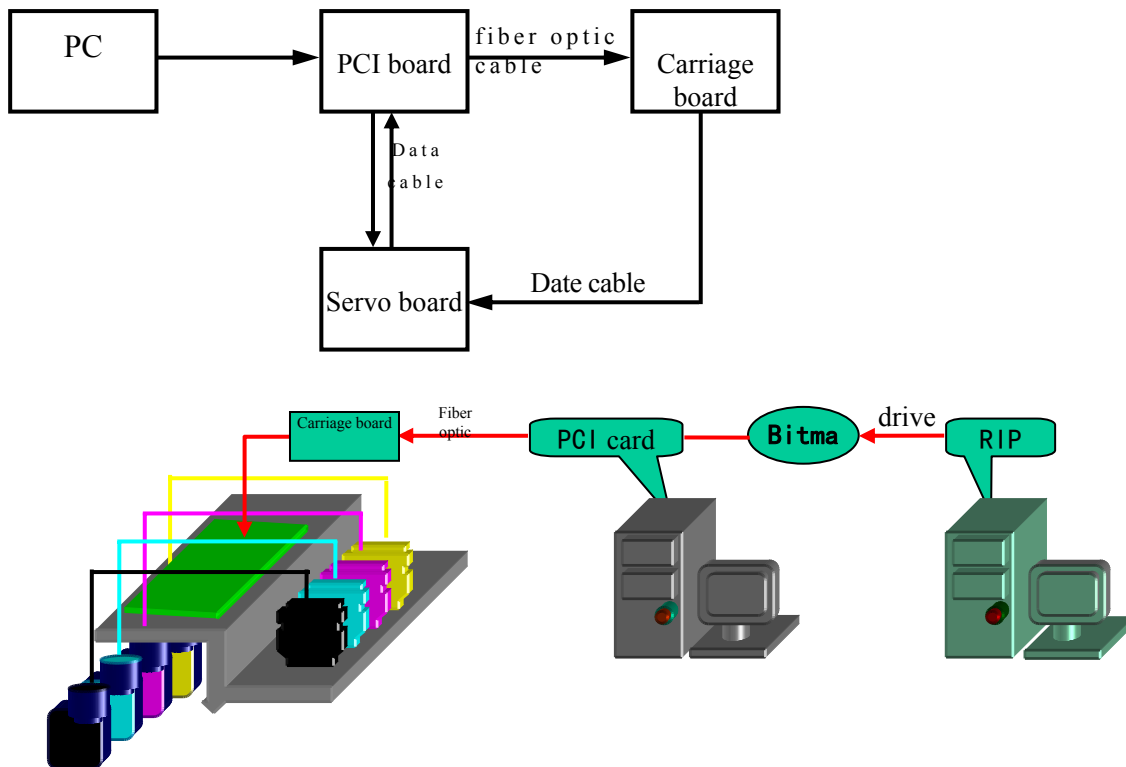 PC
PCI board
fiber optic
cable
Carriage
board
Data
cable
Servo board
Date cable
Carriage board
Fiber
optic
PCI card
Bitma
drive
RIP